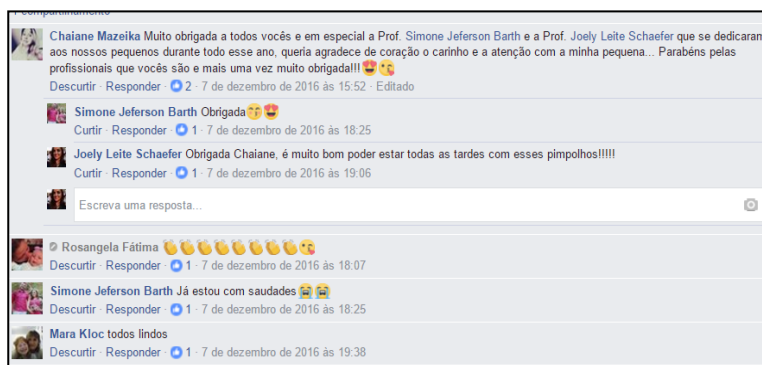 compartilhamento
Chaiane Mazeika Muito obrigada a todos vocês e em especial a Prof. Simone Jeferson Barth e a Prof. Joely Leite Schaefer que se dedicaram
aos nossos pequenos durante todo esse ano, queria agradece de coração o carinho e a atenção com a minha pequena... Parabéns pelas
profissionais que vocês são e mais uma vez muito obrigada!!!😍😘
Descurtir · Responder · 2 · 7 de dezembro de 2016 às 15:52 · Editado
Simone Jeferson Barth Obrigada😙😍
Curtir · Responder · 1 · 7 de dezembro de 2016 às 18:25
Joely Leite Schaefer Obrigada Chaiane, é muito bom poder estar todas as tardes com esses pimpolhos!!!!!
Curtir · Responder · 1 · 7 de dezembro de 2016 às 19:06
Escreva uma resposta...
Rosangela Fátima 👏👏👏👏👏👏👏👏😘
Descurtir · Responder · 1 · 7 de dezembro de 2016 às 18:07
Simone Jeferson Barth Já estou com saudades😭😭
Descurtir · Responder · 1 · 7 de dezembro de 2016 às 18:25
Mara Kloc todos lindos
Descurtir · Responder · 1 · 7 de dezembro de 2016 às 19:38